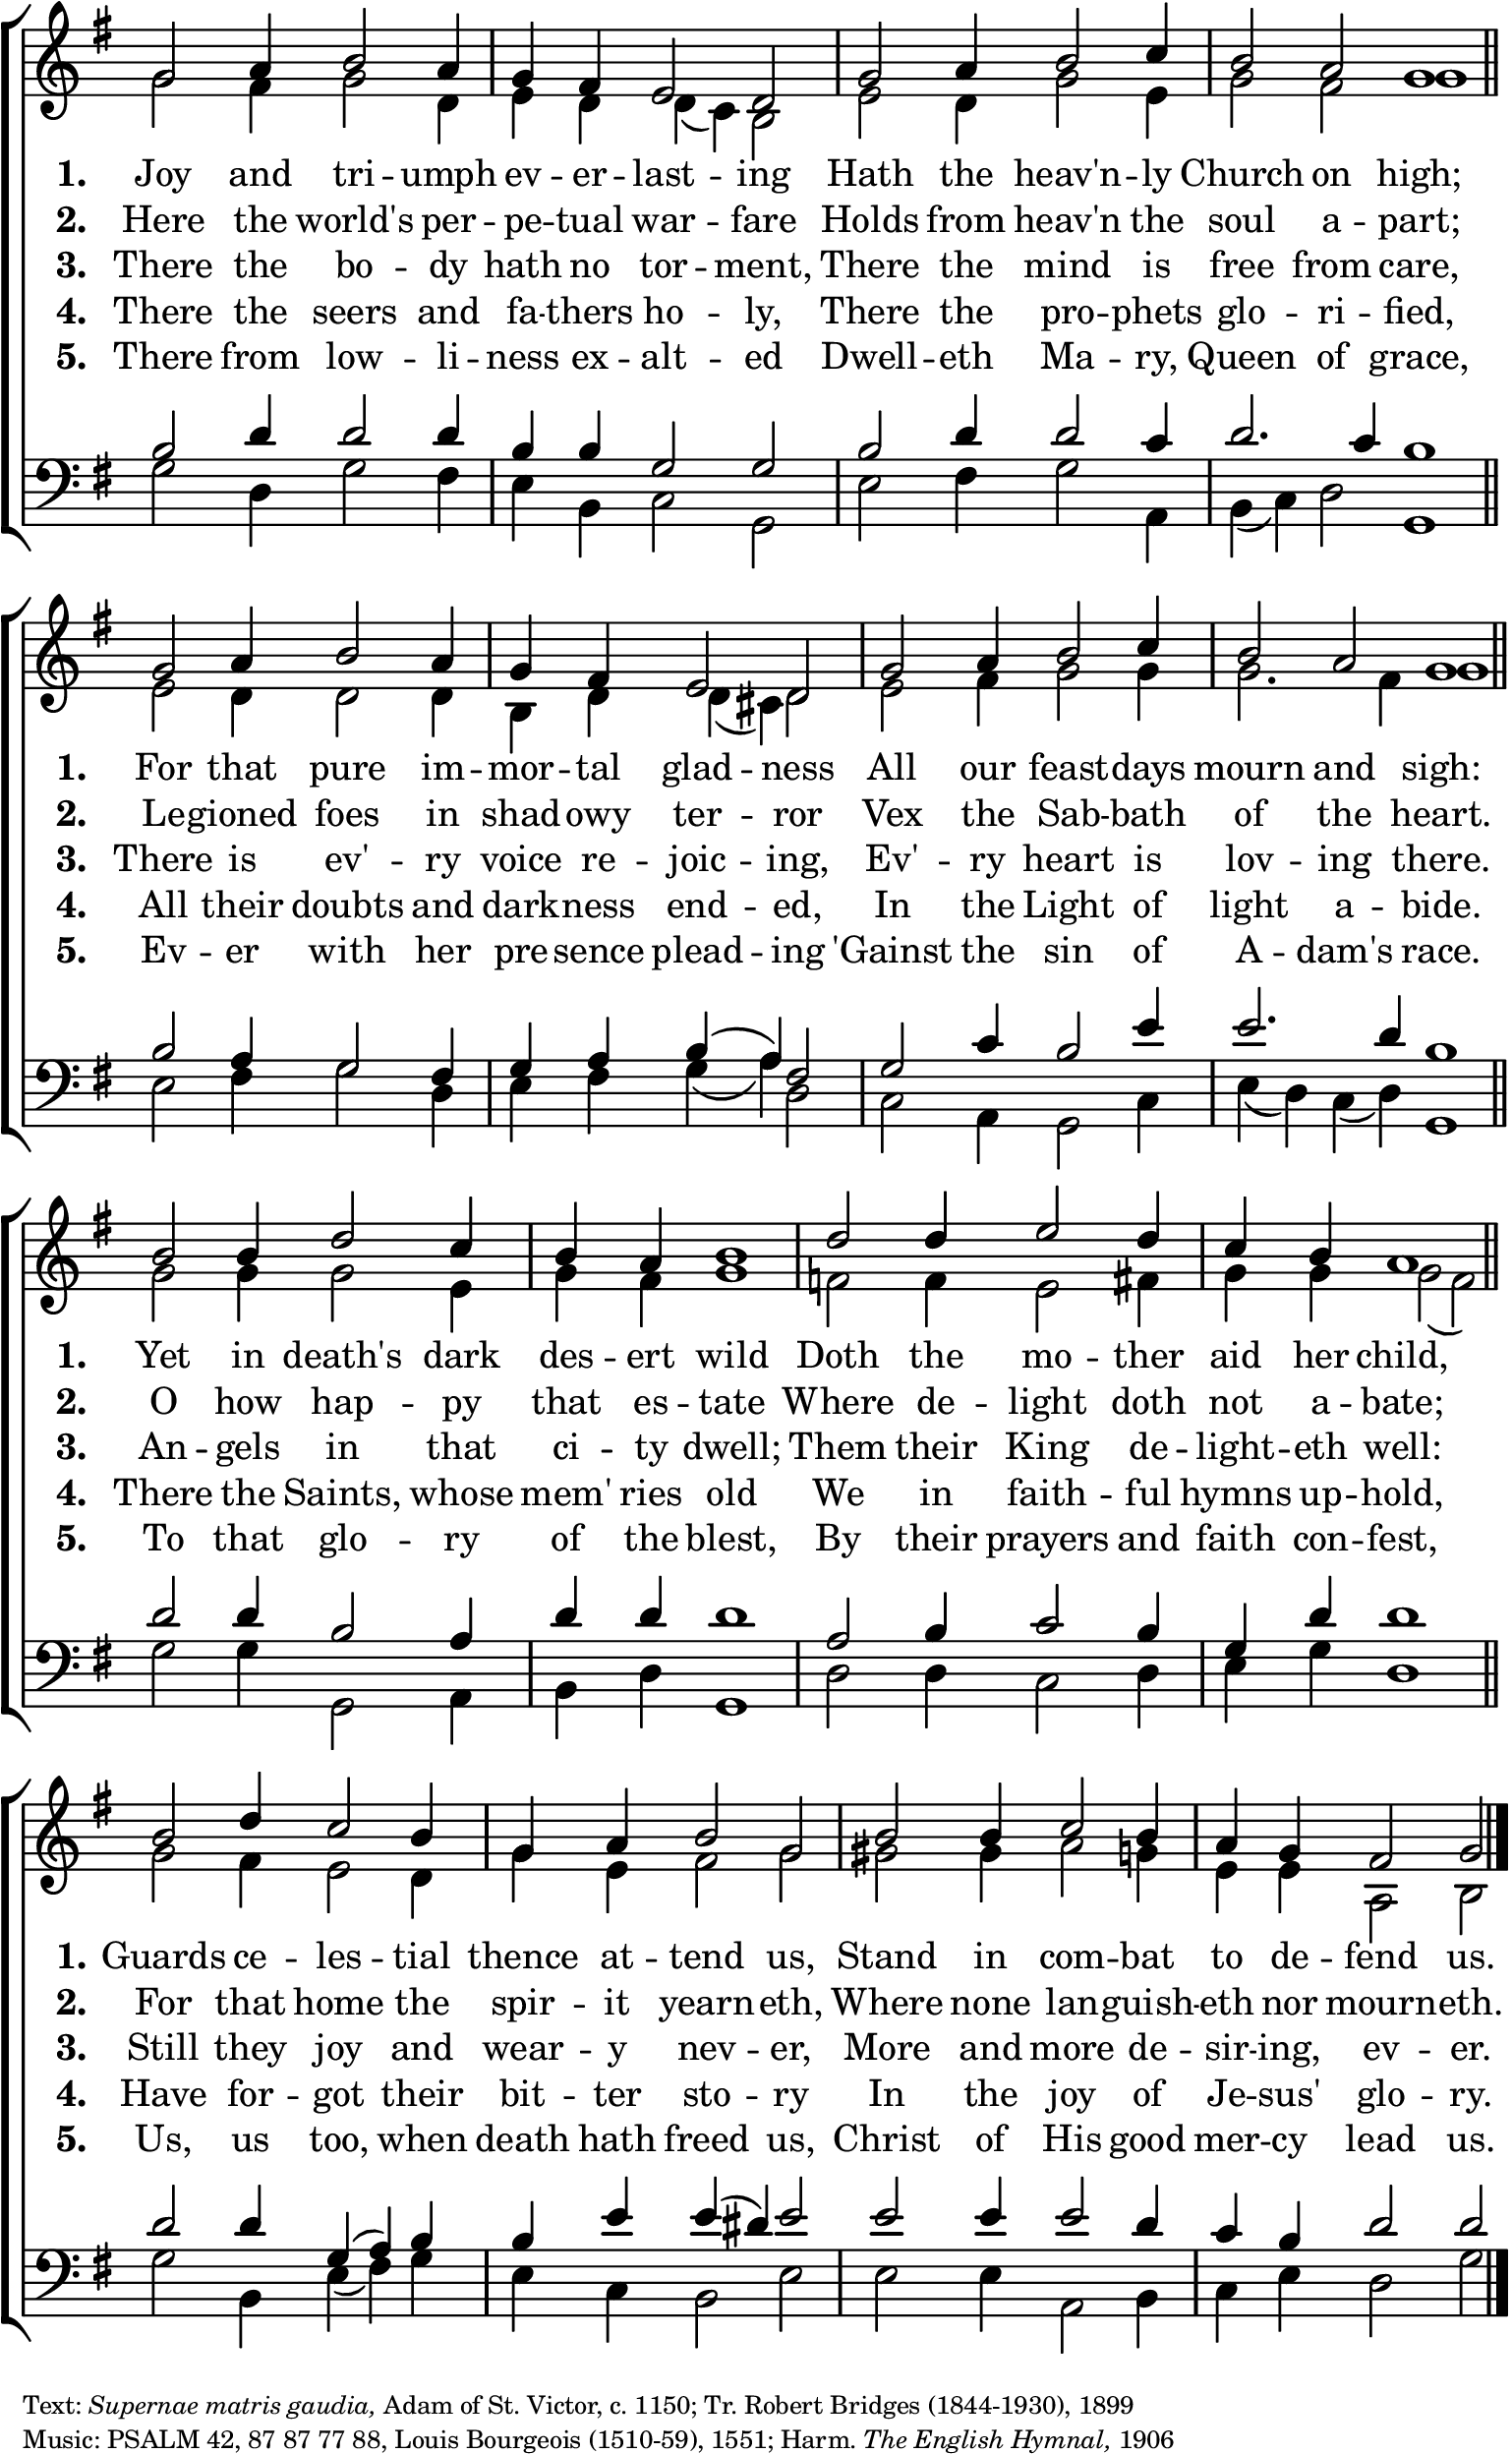 1. Joy and tri -- umph ev -- er -- last -- ing Hath the heav'n -- ly Church on high;
2. Here the world's per -- pe -- tual war -- fare Holds from heav'n the soul a -- part;
3. There the bo -- dy hath no tor -- ment, There the mind is free from care,
4. There the seers and fa -- thers ho -- ly, There the pro -- phets glo -- ri -- fied,
5. There from low -- li -- ness ex -- alt -- ed Dwell -- eth Ma -- ry, Queen of grace,
1. For that pure im -- mor -- tal glad -- ness All our feast -- days mourn and sigh:
2. Le -- gioned foes in shad -- owy ter -- ror Vex the Sab -- bath of the heart.
3. There is ev' -- ry voice re -- joic -- ing, Ev' -- ry heart is lov -- ing there.
4. All their doubts and dark -- ness end -- ed, In the Light of light a -- bide.
5. Ev -- er with her pre -- sence plead -- ing 'Gainst the sin of A -- dam's race.
1. Yet in death's dark des -- ert wild Doth the mo -- ther aid her child,
2. O how hap -- py that es -- tate Where de -- light doth not a -- bate;
3. An -- gels in that ci -- ty dwell; Them their King de -- light -- eth well:
4. There the Saints, whose mem' ries old We in faith -- ful hymns up -- hold,
5. To that glo -- ry of the blest, By their prayers and faith con -- fest,
1. Guards ce -- les -- tial thence at -- tend us, Stand in com -- bat to de -- fend us.
2. For that home the spir -- it yearn -- eth, Where none lan -- guish -- eth nor mourn -- eth.
3. Still they joy and wear -- y nev -- er, More and more de -- sir -- ing, ev -- er.
4. Have for -- got their bit -- ter sto -- ry In the joy of Je -- sus' glo -- ry.
5. Us, us too, when death hath freed us, Christ of His good mer -- cy lead us.
Text: Supernae matris gaudia, Adam of St. Victor, c. 1150; Tr. Robert Bridges (1844-1930), 1899
Music: PSALM 42, 87 87 77 88, Louis Bourgeois (1510-59), 1551; Harm. The English Hymnal, 1906